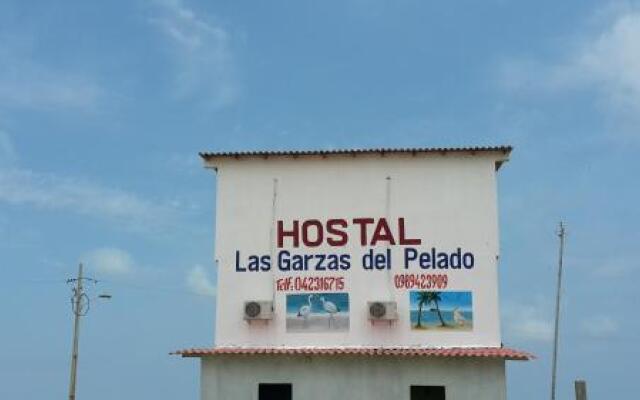 HOSTAL
Las Garzas del Pelado
Telf: 042316715 0989423909